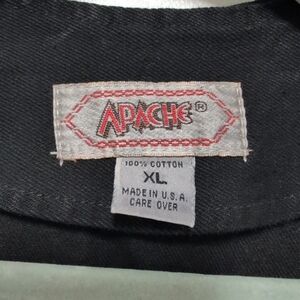 APACHE®
100% COTTON
XL
MADE IN U.S.A.
CARE OVER